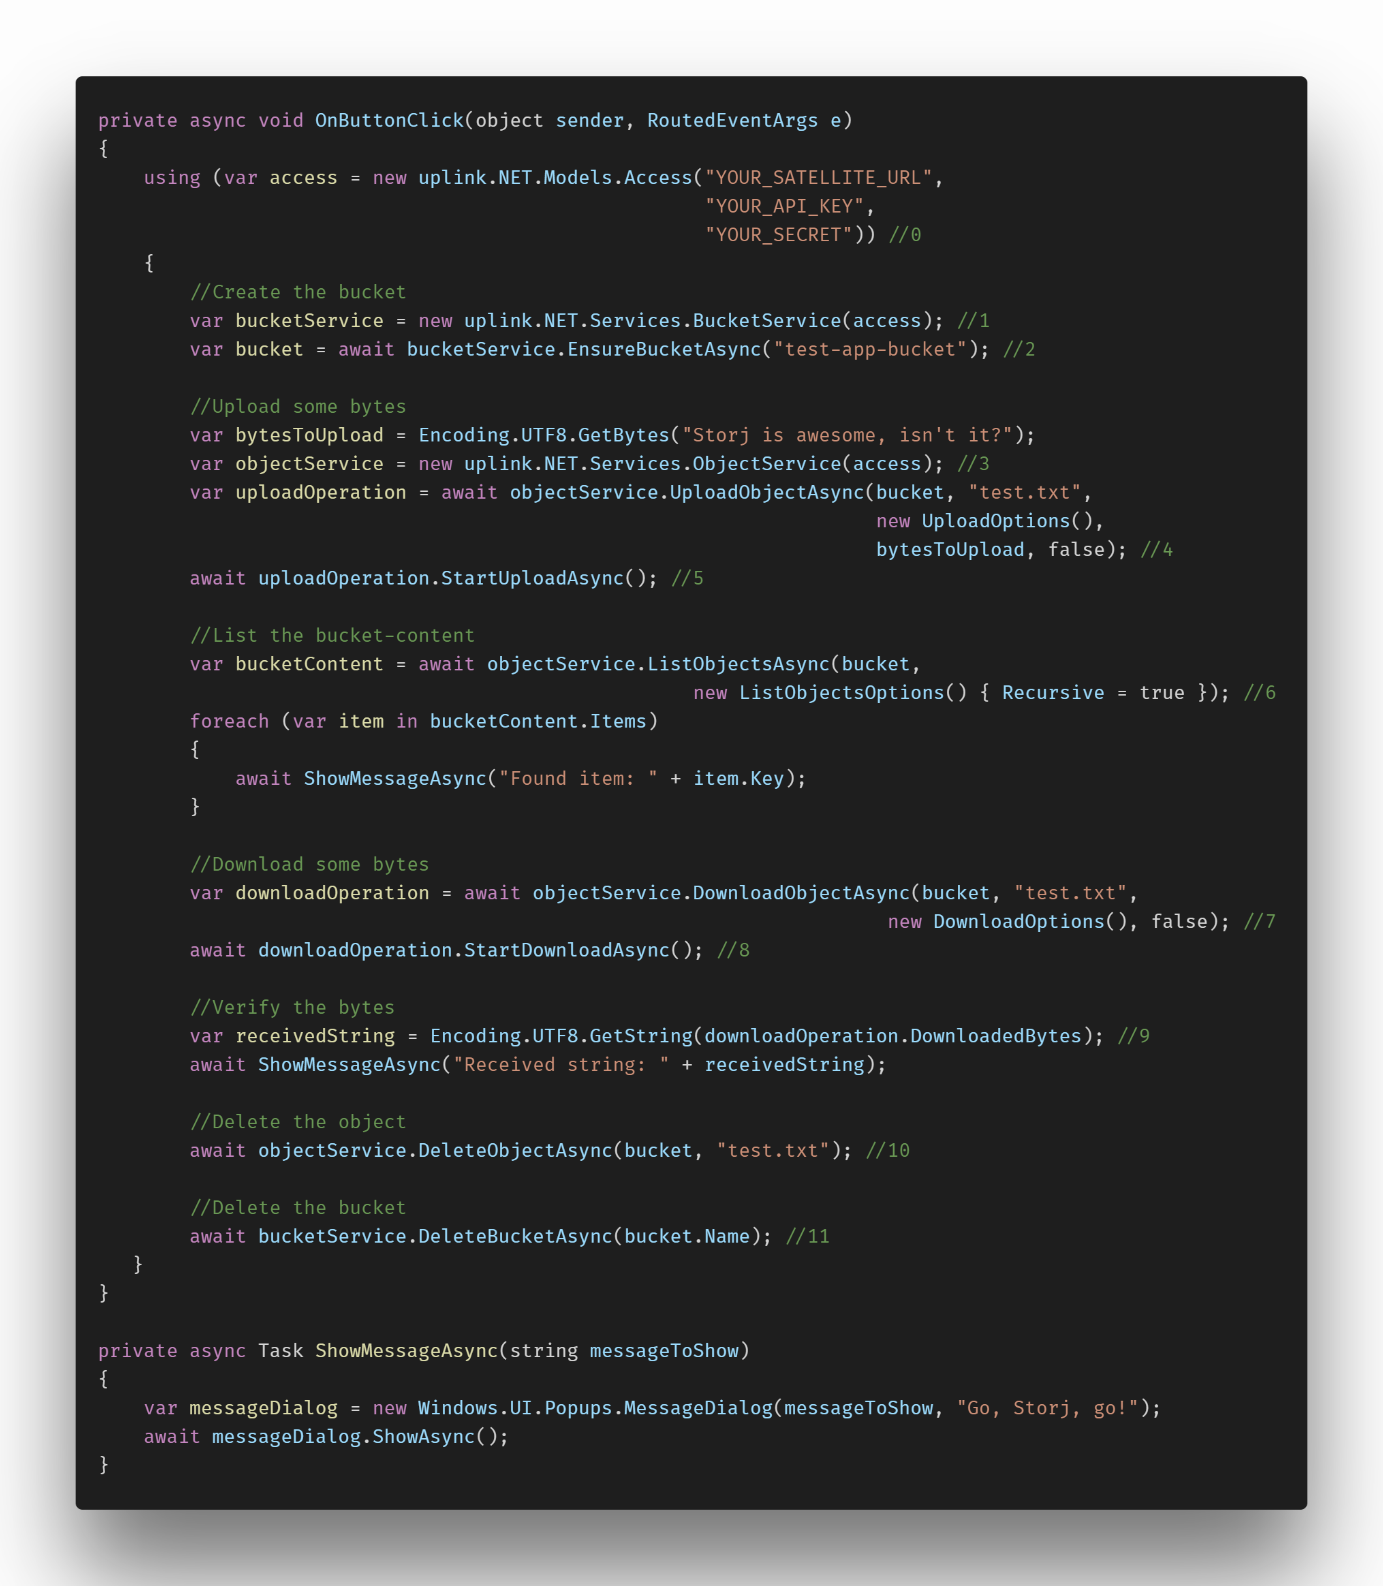 private async void OnButtonClick(object sender, RoutedEventArgs e)
{
    using (var access = new uplink.NET.Models.Access("YOUR_SATELLITE_URL",
                                                     "YOUR_API_KEY",
                                                     "YOUR_SECRET")) //0
    {
        //Create the bucket
        var bucketService = new uplink.NET.Services.BucketService(access); //1
        var bucket = await bucketService.EnsureBucketAsync("test-app-bucket"); //2

        //Upload some bytes
        var bytesToUpload = Encoding.UTF8.GetBytes("Storj is awesome, isn't it?");
        var objectService = new uplink.NET.Services.ObjectService(access); //3
        var uploadOperation = await objectService.UploadObjectAsync(bucket, "test.txt",
                                                                    new UploadOptions(),
                                                                    bytesToUpload, false); //4
        await uploadOperation.StartUploadAsync(); //5

        //List the bucket-content
        var bucketContent = await objectService.ListObjectsAsync(bucket,
                                                    new ListObjectsOptions() { Recursive = true }); //6
        foreach (var item in bucketContent.Items)
        {
            await ShowMessageAsync("Found item: " + item.Key);
        }

        //Download some bytes
        var downloadOperation = await objectService.DownloadObjectAsync(bucket, "test.txt",
                                                                     new DownloadOptions(), false); //7
        await downloadOperation.StartDownloadAsync(); //8

        //Verify the bytes
        var receivedString = Encoding.UTF8.GetString(downloadOperation.DownloadedBytes); //9
        await ShowMessageAsync("Received string: " + receivedString);

        //Delete the object
        await objectService.DeleteObjectAsync(bucket, "test.txt"); //10

        //Delete the bucket
        await bucketService.DeleteBucketAsync(bucket.Name); //11
   }
}

private async Task ShowMessageAsync(string messageToShow)
{
    var messageDialog = new Windows.UI.Popups.MessageDialog(messageToShow, "Go, Storj, go!");
    await messageDialog.ShowAsync();
}